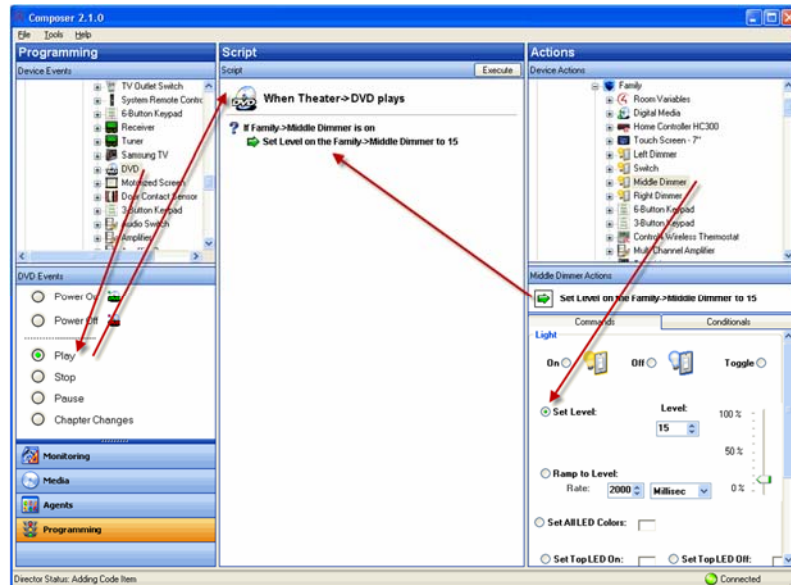 Composer 2.1.0
File Tools Help
Programming
Device Events
TV Outlet Switch
System Remote Contr
6-Button Keypad
Receiver
Tuner
Samsung TV
DVD
Motorized Screen
Door Contact Sensor
3-Button Keypad
Audio Switch
Amplifier
DVD Events
Power On
Power Off
Play
Stop
Pause
Chapter Changes
Monitoring
Media
Agents
Programming
Script
Script Execute
When Theater->DVD plays
If Family->Middle Dimmer is on
Set Level on the Family->Middle Dimmer to 15
Actions
Device Actions
Family
Room Variables
Digital Media
Home Controller HC300
Touch Screen - 7"
Left Dimmer
Switch
Middle Dimmer
Right Dimmer
6-Button Keypad
3-Button Keypad
Control4 Wireless Thermostat
Multi Channel Amplifier
Middle Dimmer Actions
Set Level on the Family->Middle Dimmer to 15
Commands Conditionals
Light
On Off Toggle
Set Level: Level: 100 %
15
50 %
Ramp to Level:
Rate: 2000 Millisec 0 %
Set All LED Colors:
Set Top LED On: Set Top LED Off:
Director Status: Adding Code Item Connected